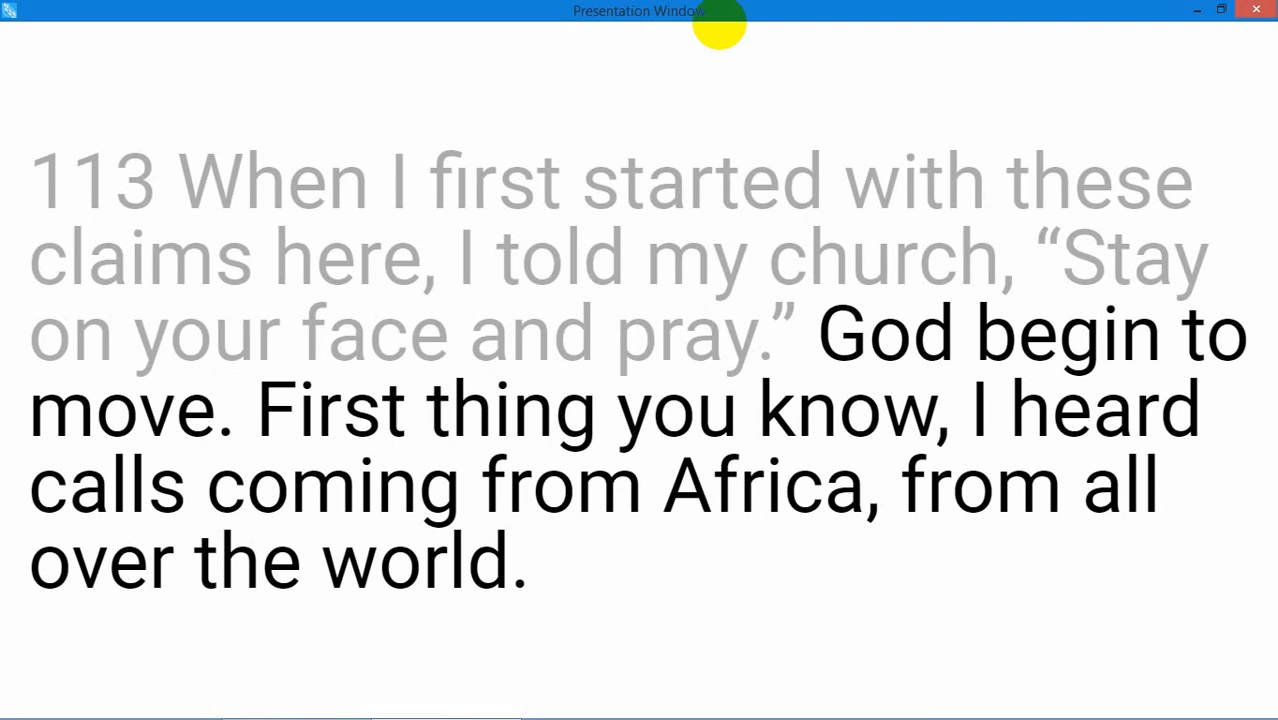 Presentation Window
113 When I first started with these
claims here, I told my church, “Stay
on your face and pray.” God begin to
move. First thing you know, I heard
calls coming from Africa, from all
over the world.